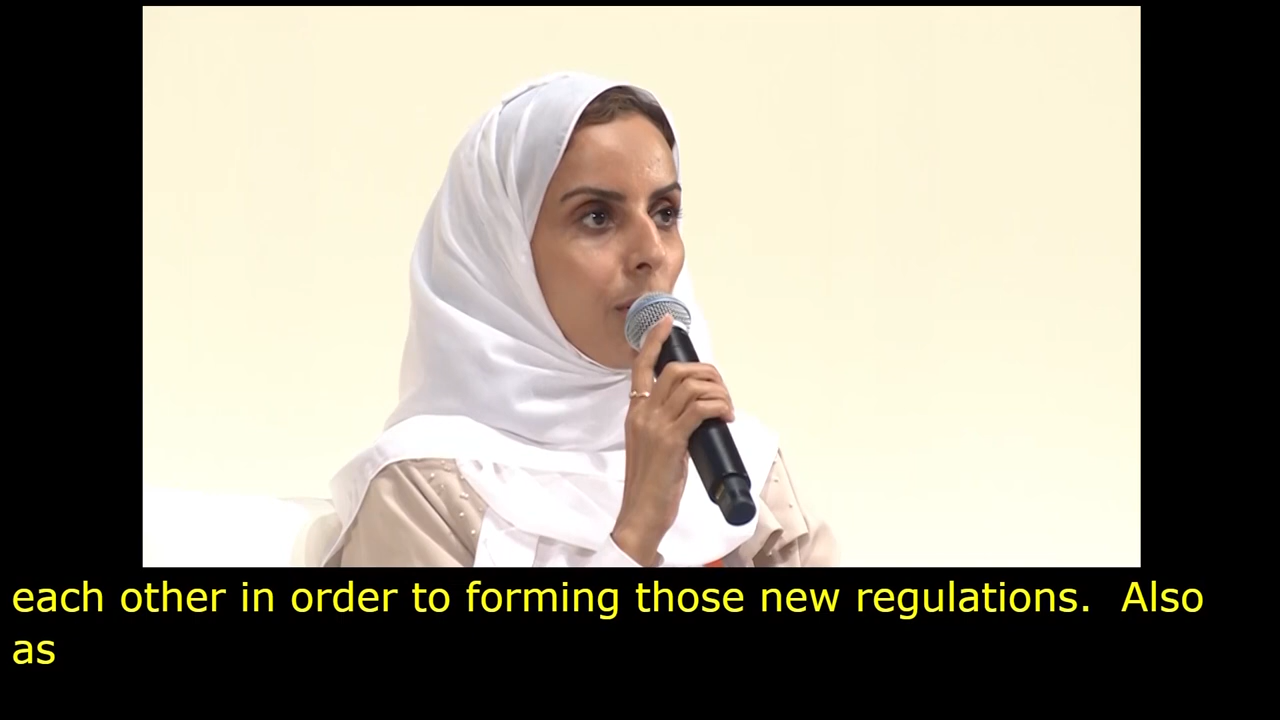 each other in order to forming those new regulations.  Also
as